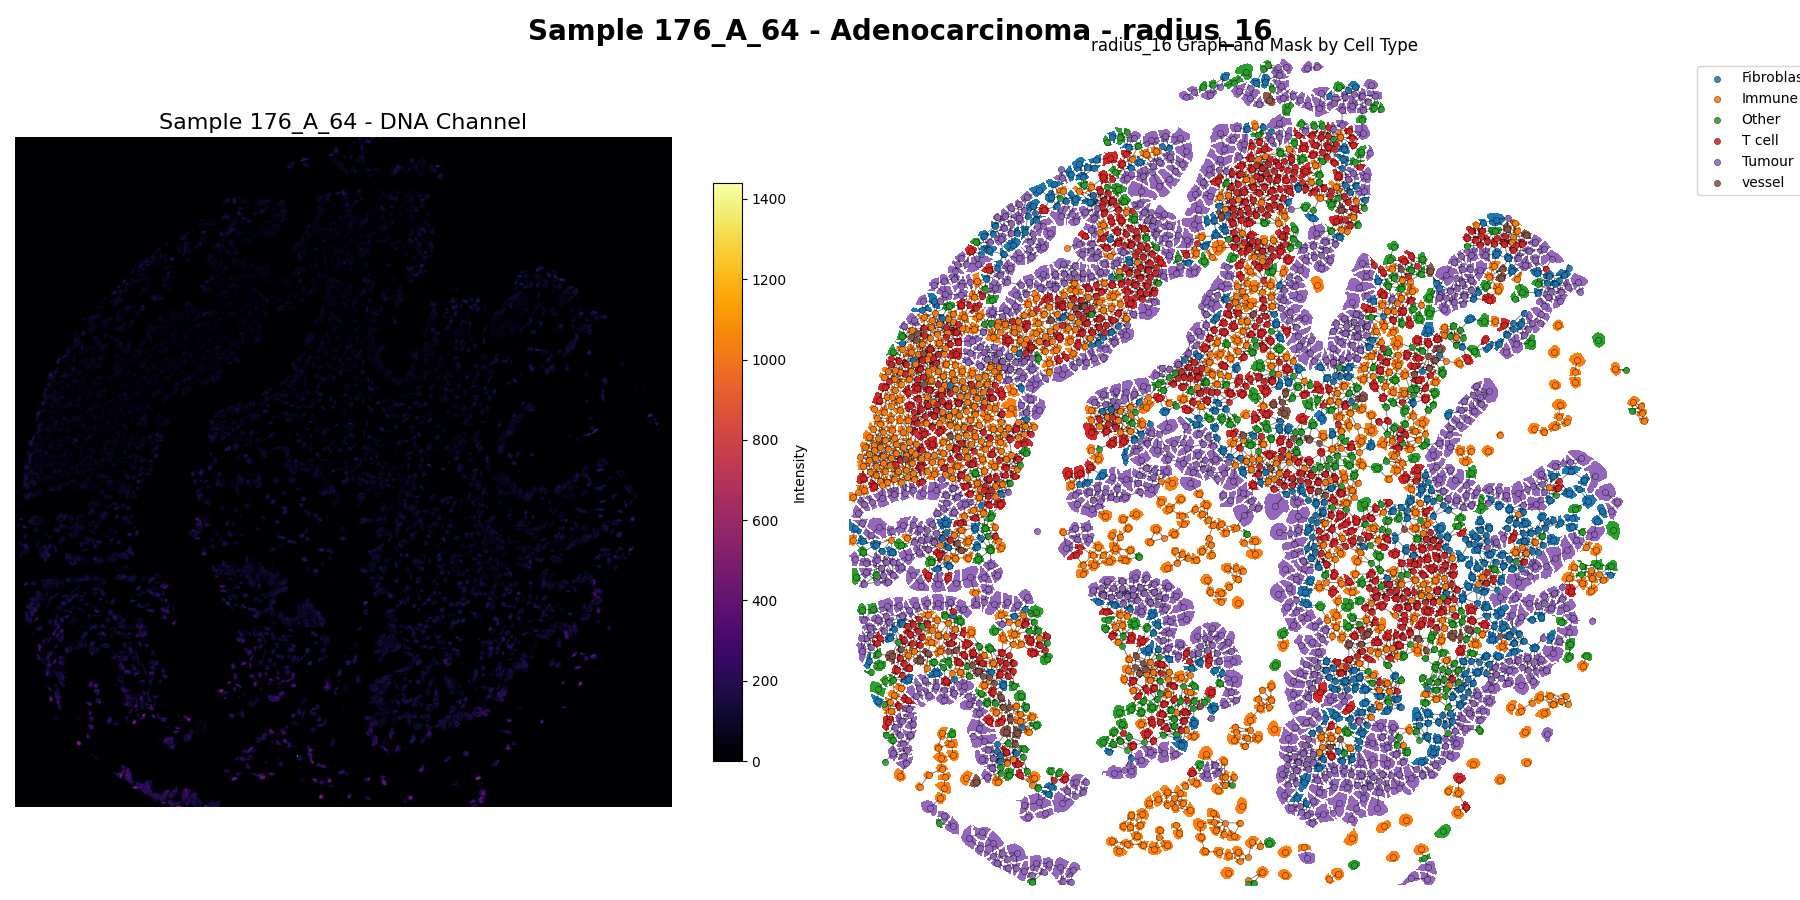 Sample 176_A_64 - Adenocarcinoma - radius_16
radius_16 Graph and Mask by Cell Type
Sample 176_A_64 - DNA Channel
1400
1200
1000
800
600
400
200
0
Intensity
Fibroblas
Immune
Other
T cell
Tumour
vessel